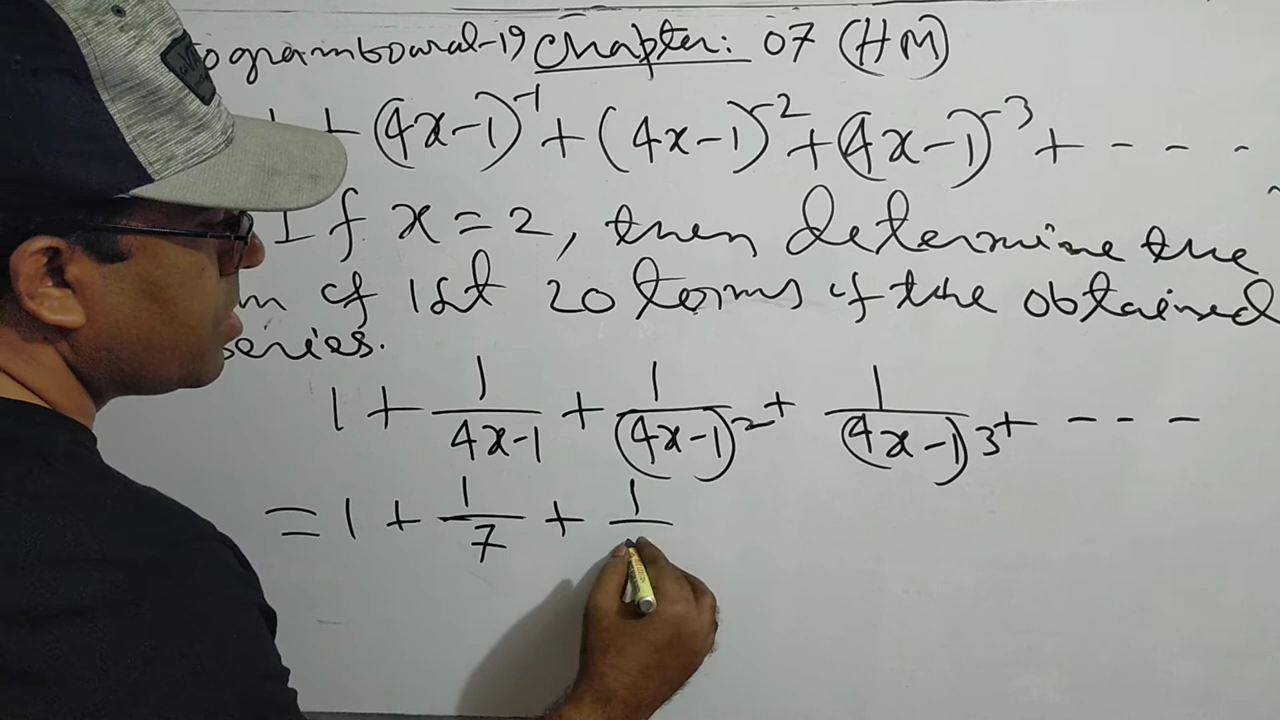 Chapter: 07 (HM)
1 + (4x-1)⁻¹ + (4x-1)⁻² + (4x-1)⁻³ + - - - -
If x = 2, then determine the
of 1st 20 terms of the obtained
series.
1 + 1/(4x-1) + 1/(4x-1)² + 1/(4x-1)³ + - - - -
= 1 + 1/7 + 1/